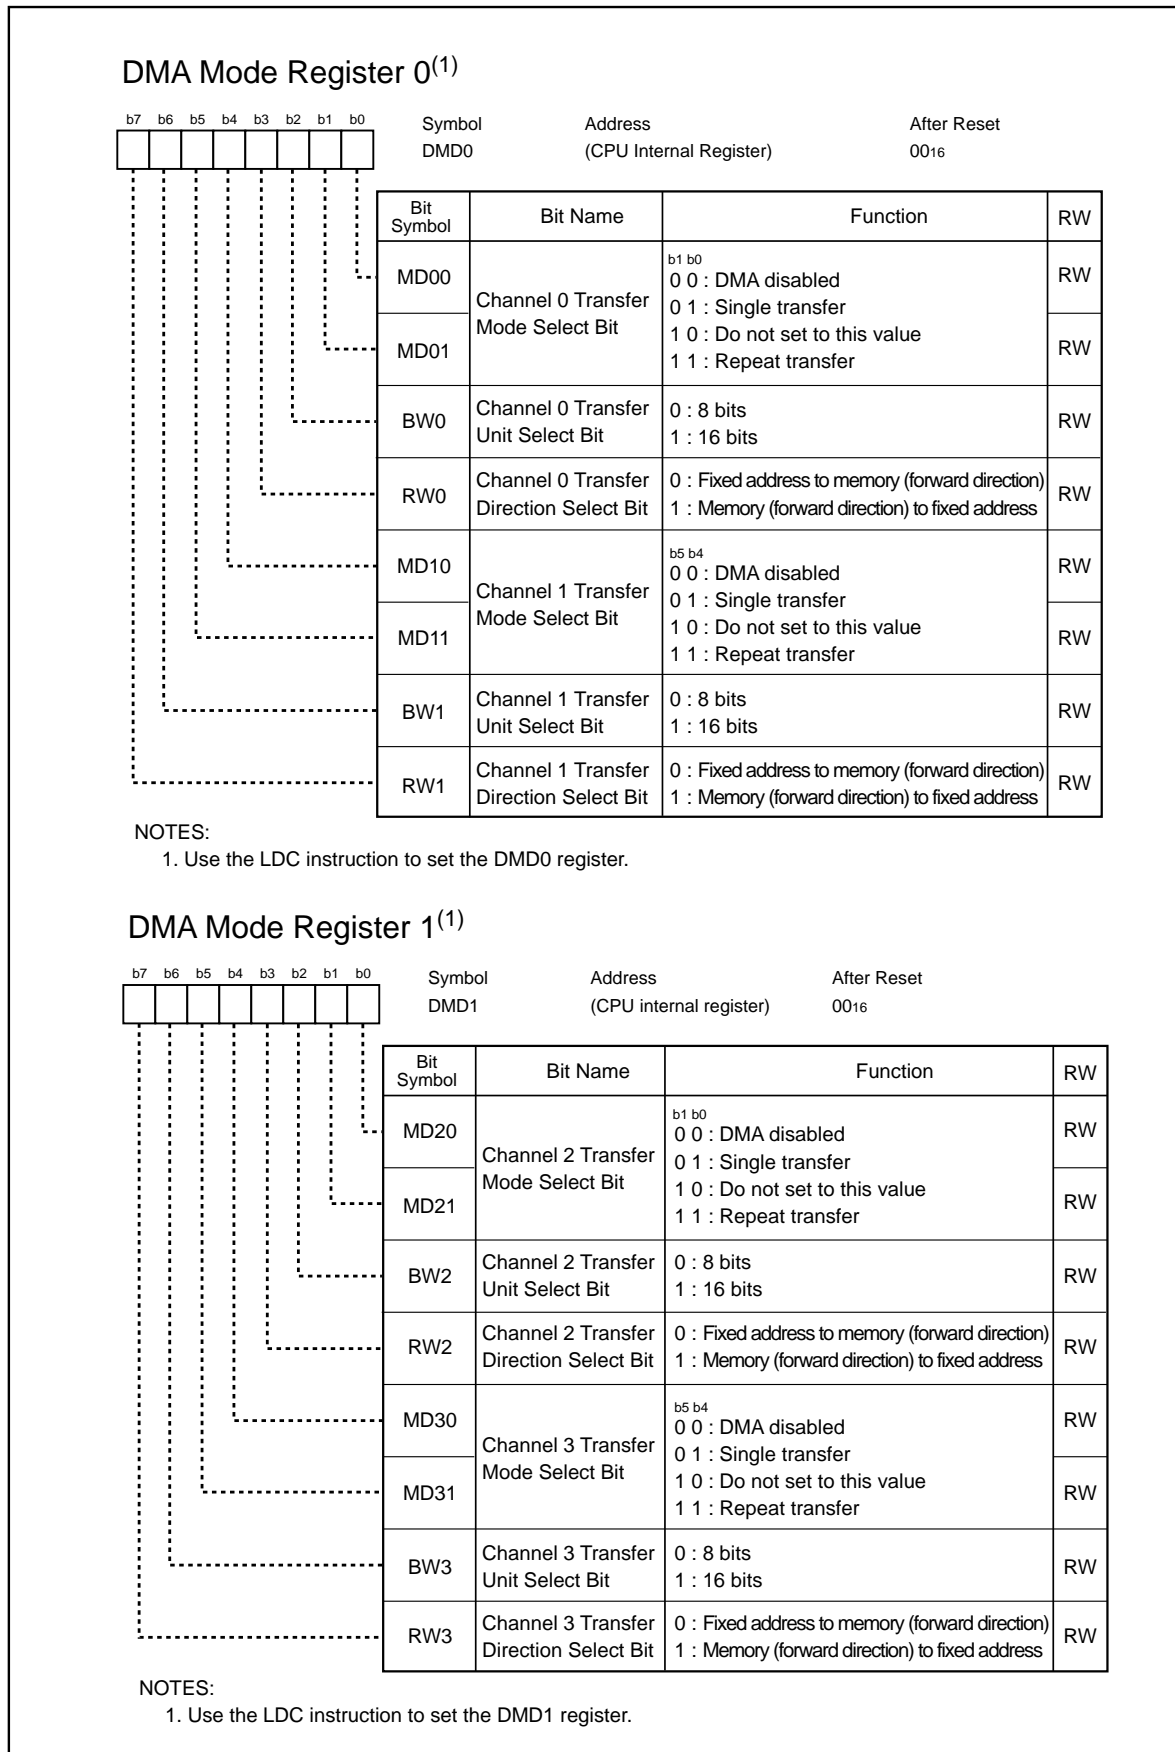 DMA Mode Register 0(1)
b7 b6 b5 b4 b3 b2 b1 b0
Symbol Address After Reset
DMD0 (CPU Internal Register) 0016
Bit Symbol Bit Name Function RW
MD00 RW
Channel 0 Transfer
Mode Select Bit
b1 b0
0 0 : DMA disabled
0 1 : Single transfer
1 0 : Do not set to this value
1 1 : Repeat transfer
MD01 RW
BW0 RW
Channel 0 Transfer
Unit Select Bit
0 : 8 bits
1 : 16 bits
RW0 RW
Channel 0 Transfer
Direction Select Bit
0 : Fixed address to memory (forward direction)
1 : Memory (forward direction) to fixed address
MD10 RW
Channel 1 Transfer
Mode Select Bit
b5 b4
0 0 : DMA disabled
0 1 : Single transfer
1 0 : Do not set to this value
1 1 : Repeat transfer
MD11 RW
BW1 RW
Channel 1 Transfer
Unit Select Bit
0 : 8 bits
1 : 16 bits
RW1 RW
Channel 1 Transfer
Direction Select Bit
0 : Fixed address to memory (forward direction)
1 : Memory (forward direction) to fixed address
NOTES:
1. Use the LDC instruction to set the DMD0 register.
DMA Mode Register 1(1)
b7 b6 b5 b4 b3 b2 b1 b0
Symbol Address After Reset
DMD1 (CPU internal register) 0016
Bit Symbol Bit Name Function RW
MD20 RW
Channel 2 Transfer
Mode Select Bit
b1 b0
0 0 : DMA disabled
0 1 : Single transfer
1 0 : Do not set to this value
1 1 : Repeat transfer
MD21 RW
BW2 RW
Channel 2 Transfer
Unit Select Bit
0 : 8 bits
1 : 16 bits
RW2 RW
Channel 2 Transfer
Direction Select Bit
0 : Fixed address to memory (forward direction)
1 : Memory (forward direction) to fixed address
MD30 RW
Channel 3 Transfer
Mode Select Bit
b5 b4
0 0 : DMA disabled
0 1 : Single transfer
1 0 : Do not set to this value
1 1 : Repeat transfer
MD31 RW
BW3 RW
Channel 3 Transfer
Unit Select Bit
0 : 8 bits
1 : 16 bits
RW3 RW
Channel 3 Transfer
Direction Select Bit
0 : Fixed address to memory (forward direction)
1 : Memory (forward direction) to fixed address
NOTES:
1. Use the LDC instruction to set the DMD1 register.